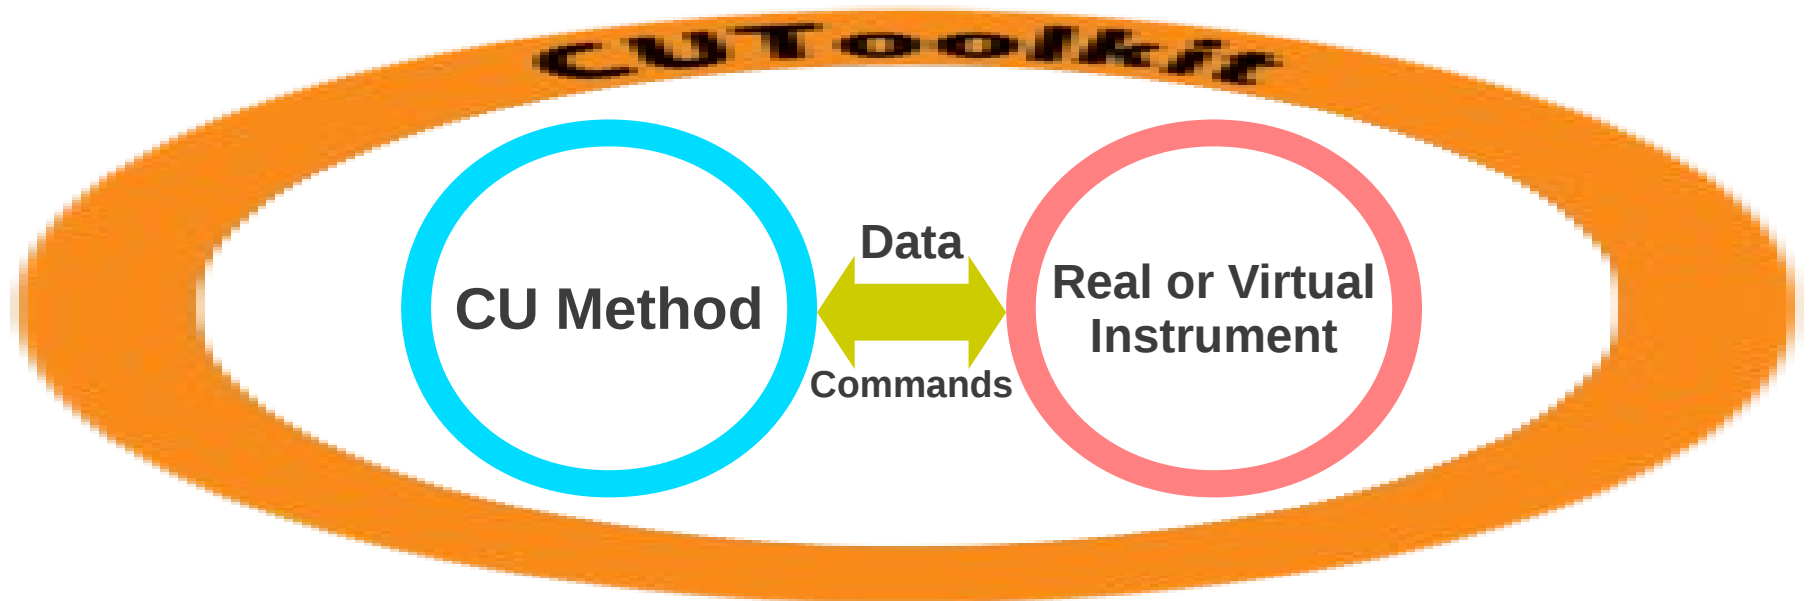 CUToolkit
Data
CU Method
Real or Virtual
Instrument
Commands